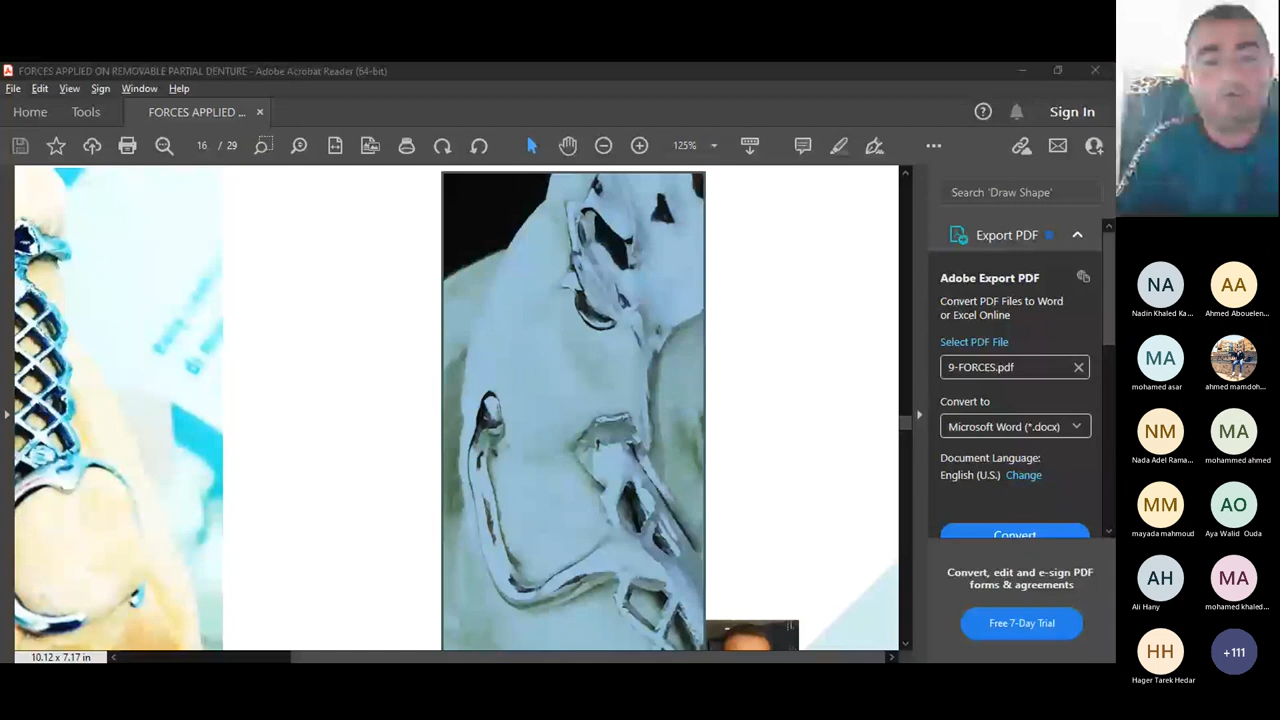 FORCES APPLIED ON REMOVABLE PARTIAL DENTURE - Adobe Acrobat Reader (64-bit)
File Edit View Window Help
Home Tools FORCES APPLIED ... × Sign In
16 / 29 125%
Search 'Draw Shape'
Export PDF
Adobe Export PDF
Convert PDF Files to Word
or Excel Online
Select PDF File
9-FORCES.pdf
Convert to
Microsoft Word (*.docx)
Document Language:
English (U.S.) Change
Convert
Convert, edit and e-sign PDF
forms & agreements
Free 7-Day Trial
10.12 x 7.17 in
NA AA
Nadin Khaled Ka... Ahmed Abouelen...
MA
mohamed asar ahmed mamdoh...
NM MA
Nada Adel Rama... mohammed ahmed
MM AO
mayada mahmoud Aya Walid Ouda
AH MA
Ali Hany mohamed khaled...
HH +111
Hager Tarek Hedar